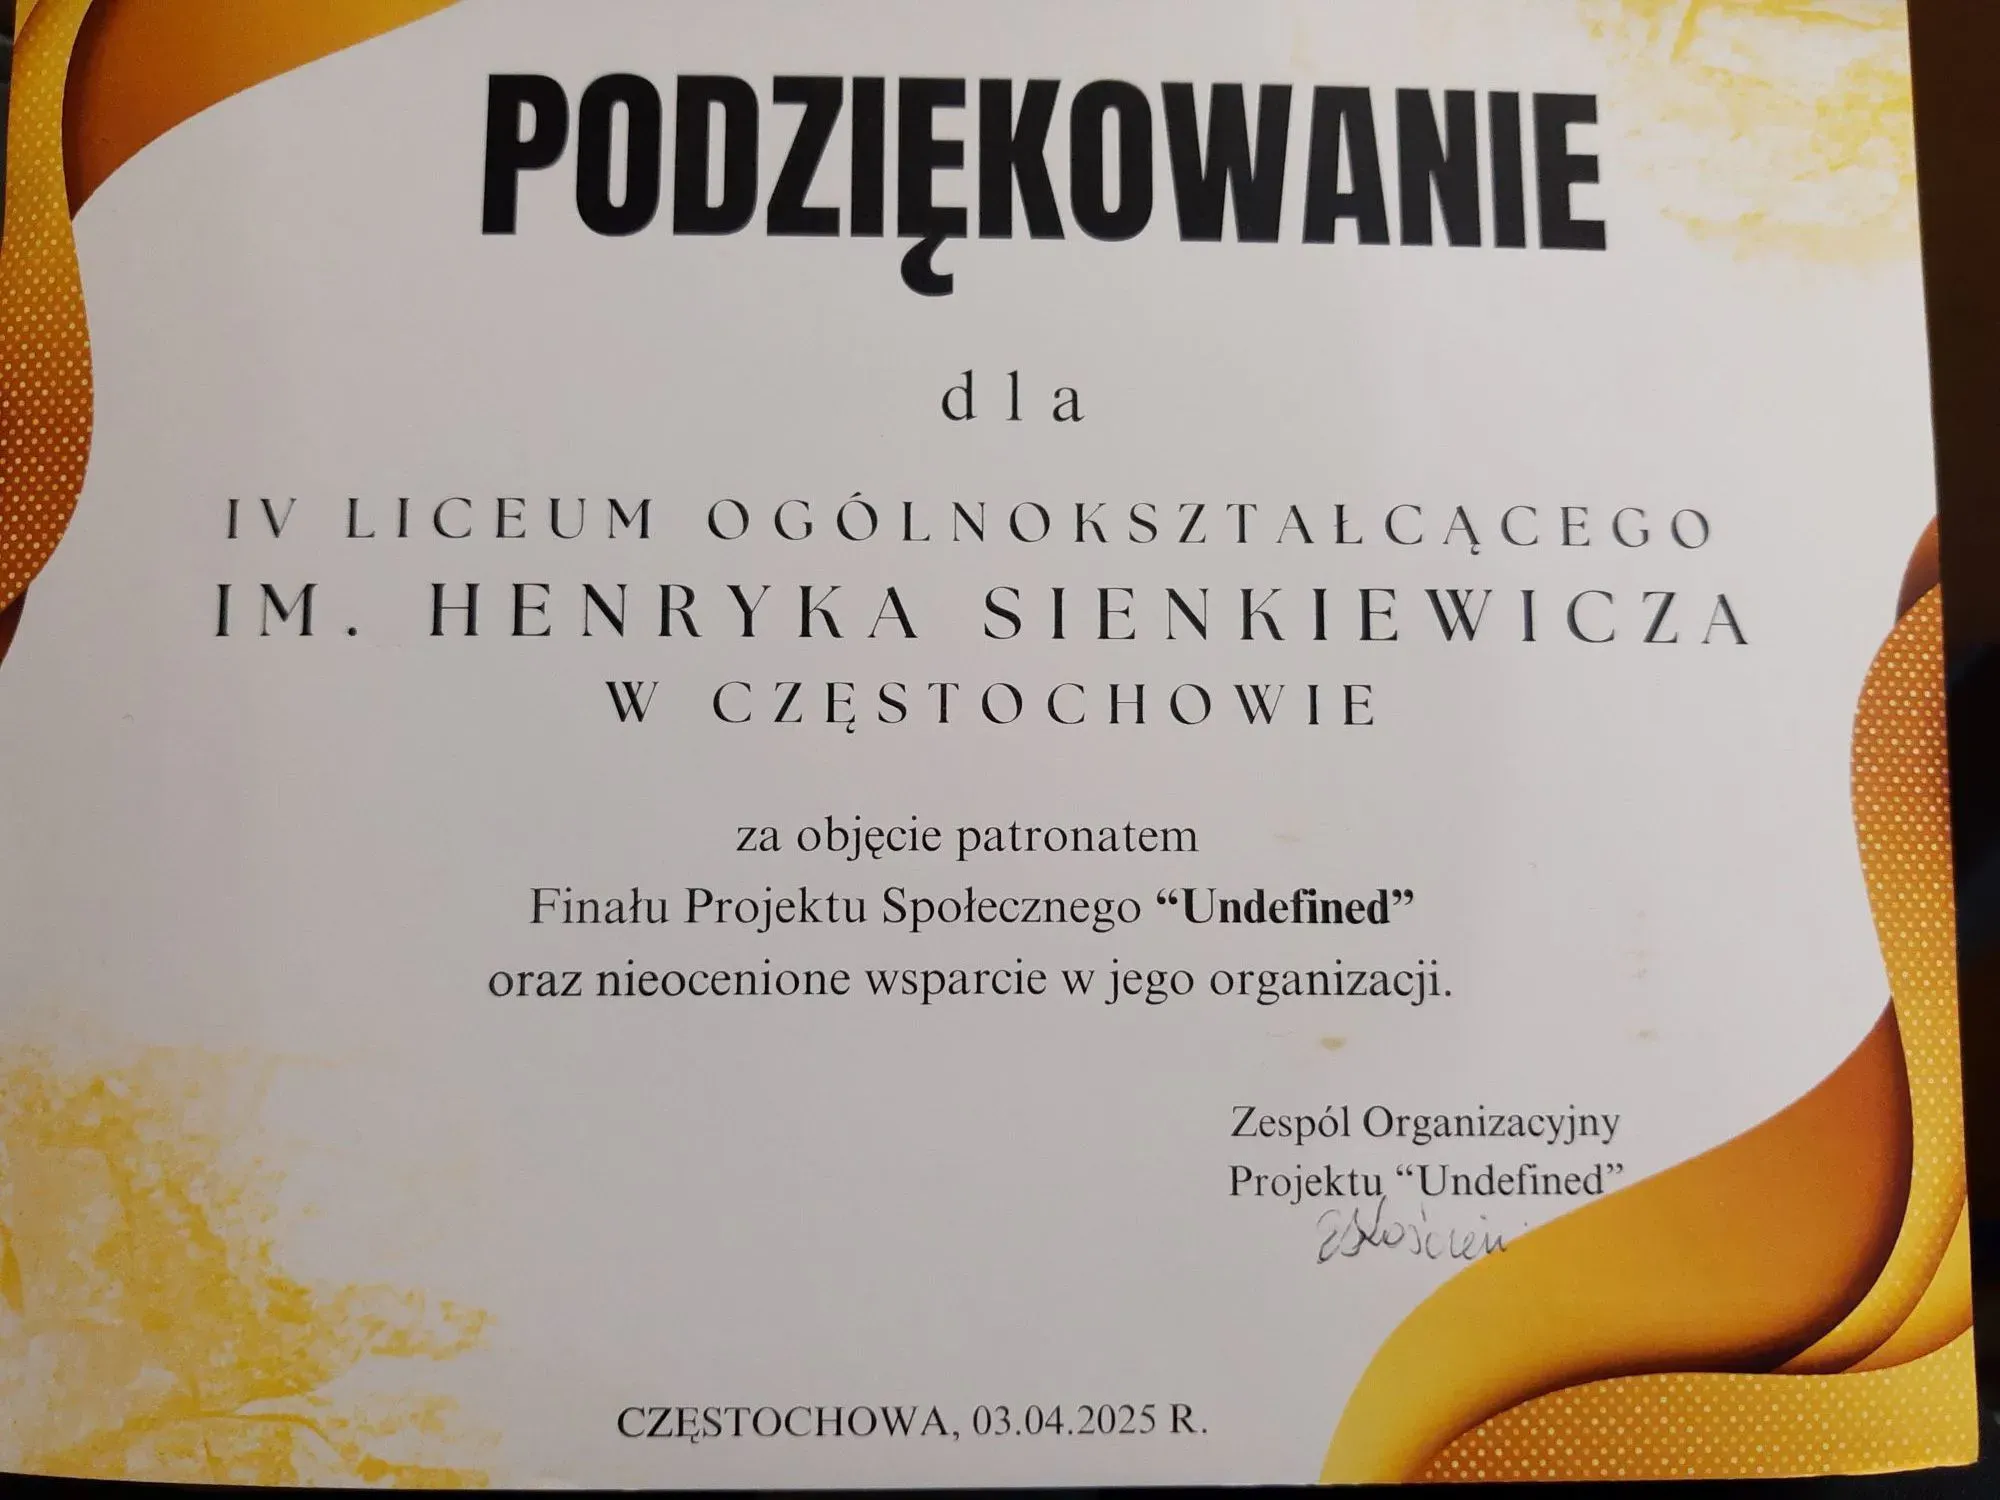 PODZIĘKOWANIE
dla
IV LICEUM OGÓLNOKSZTAŁCĄCEGO
IM. HENRYKA SIENKIEWICZA
W CZĘSTOCHOWIE
za objęcie patronatem
Finału Projektu Społecznego “Undefined”
oraz nieocenione wsparcie w jego organizacji.
Zespól Organizacyjny
Projektu “Undefined”
CZĘSTOCHOWA, 03.04.2025 R.